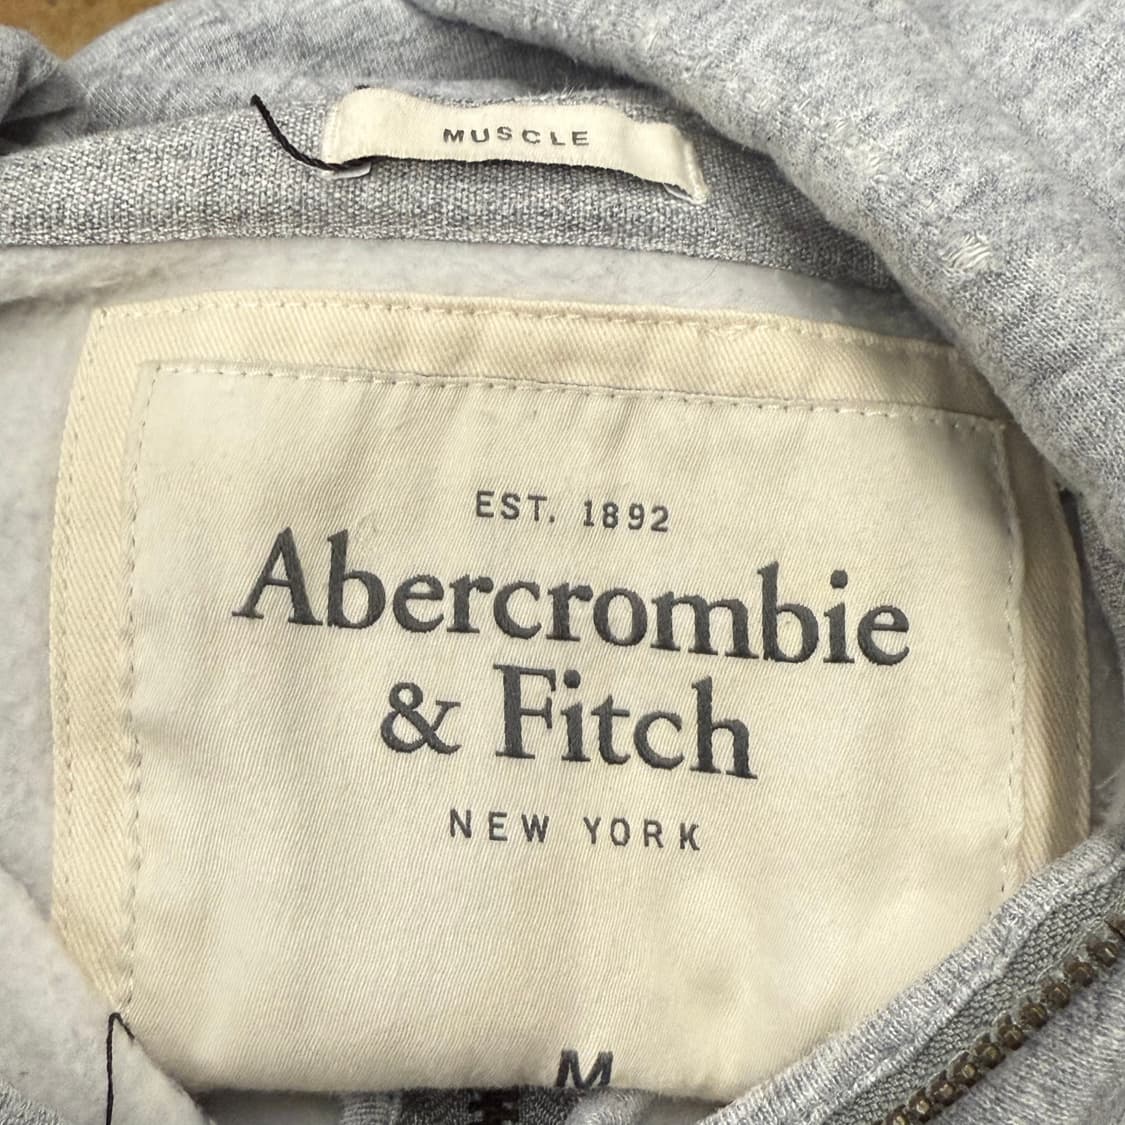 MUSCLE
EST. 1892
Abercrombie
& Fitch
NEW YORK
M